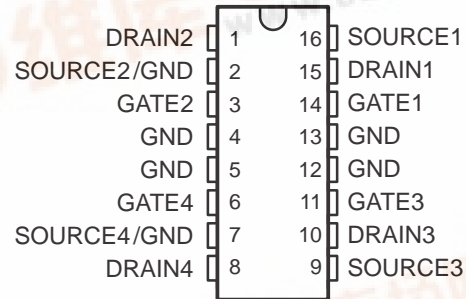 DRAIN2 1 16 SOURCE1
SOURCE2/GND 2 15 DRAIN1
GATE2 3 14 GATE1
GND 4 13 GND
GND 5 12 GND
GATE4 6 11 GATE3
SOURCE4/GND 7 10 DRAIN3
DRAIN4 8 9 SOURCE3